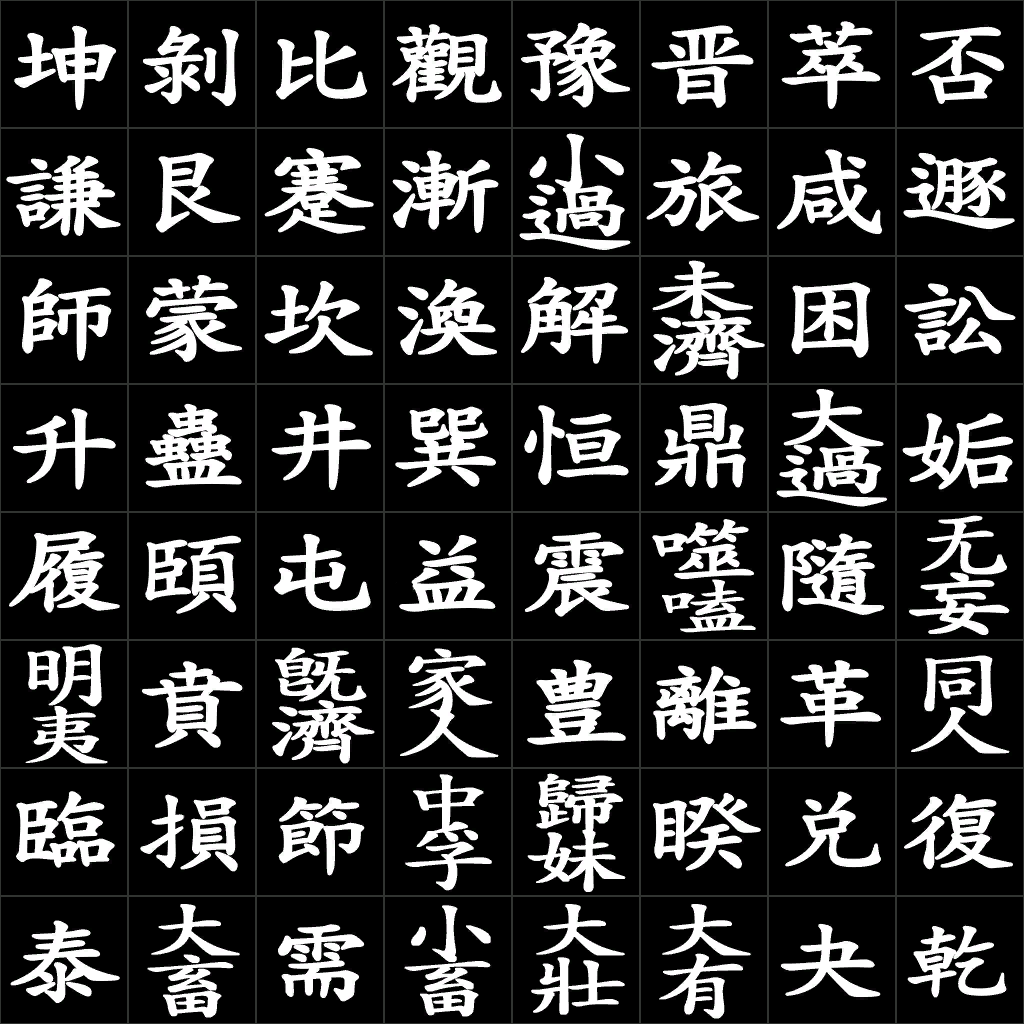 坤 剝 比 觀 豫 晋 萃 否
謙 艮 蹇 漸 小過 旅 咸 遯
師 蒙 坎 渙 解 未濟 困 訟
升 蠱 井 巽 恒 鼎 大過 姤
履 頤 屯 益 震 噬嗑 隨 无妄
明夷 賁 旣濟 家人 豊 離 革 同人
臨 損 節 中孚 歸妹 睽 兌 復
泰 大畜 需 小畜 大壯 大有 夬 乾